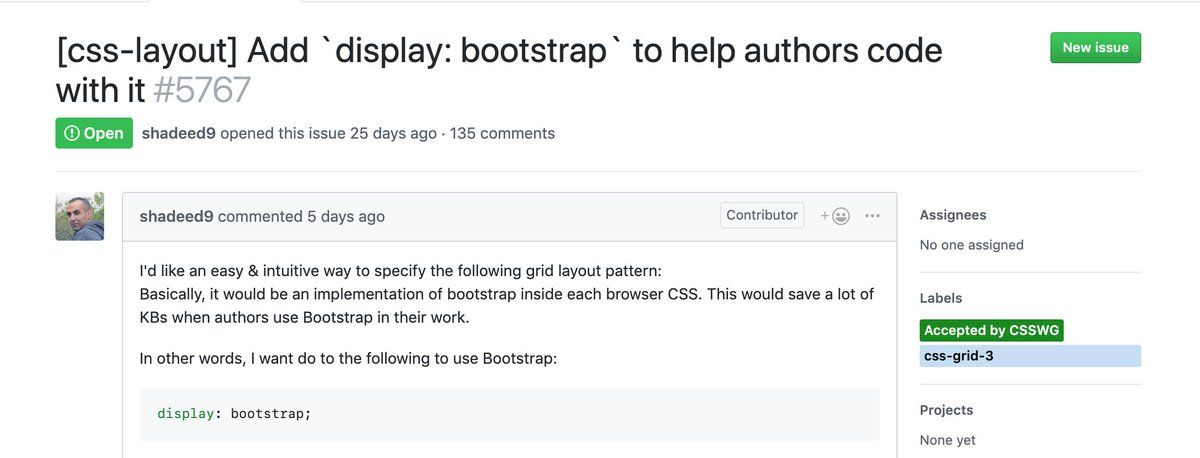 [css-layout] Add `display: bootstrap` to help authors code
with it #5767
New issue
Open shadeed9 opened this issue 25 days ago · 135 comments
shadeed9 commented 5 days ago
Contributor
I'd like an easy & intuitive way to specify the following grid layout pattern:
Basically, it would be an implementation of bootstrap inside each browser CSS. This would save a lot of
KBs when authors use Bootstrap in their work.
In other words, I want do to the following to use Bootstrap:
display: bootstrap;
Assignees
No one assigned
Labels
Accepted by CSSWG
css-grid-3
Projects
None yet